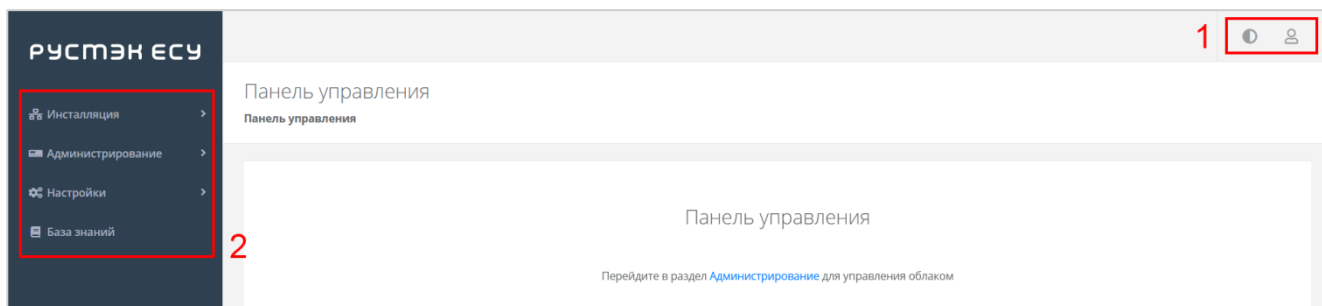 РУСТЭК ЕСУ
1
Панель управления
Панель управления
Инсталляция
Администрирование
Настройки
База знаний
2
Панель управления
Перейдите в раздел Администрирование для управления облаком